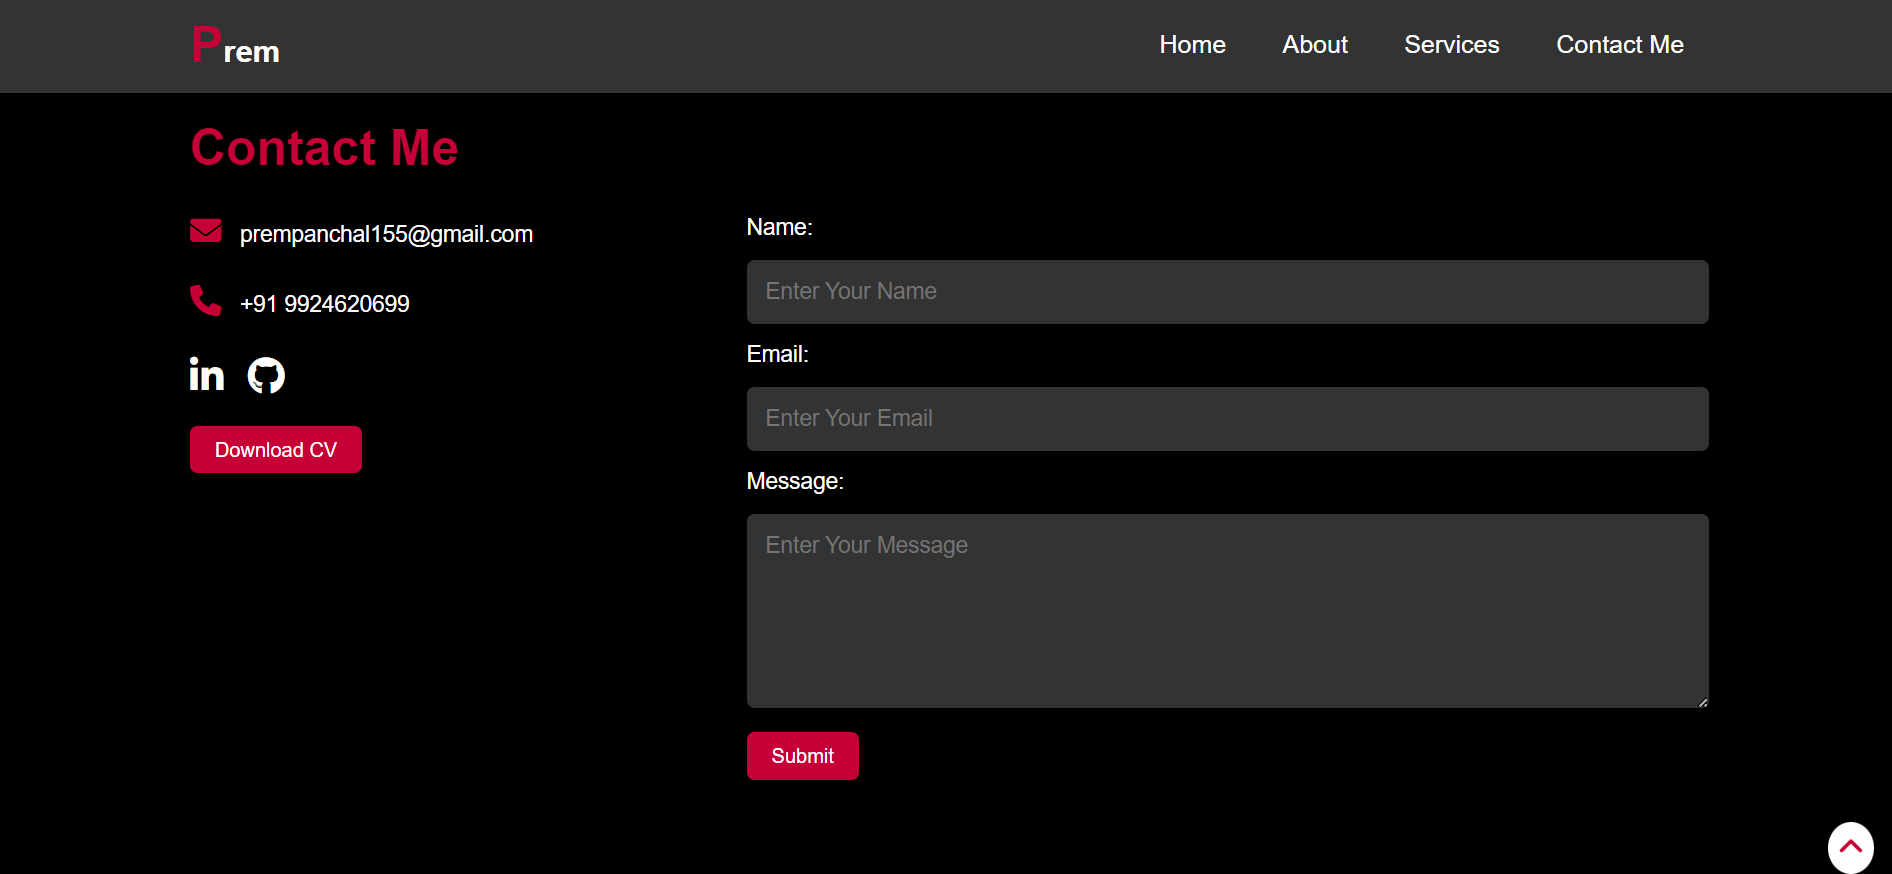 Prem
Home About Services Contact Me
Contact Me
prempanchal155@gmail.com
+91 9924620699
in
Download CV
Name:
Enter Your Name
Email:
Enter Your Email
Message:
Enter Your Message
Submit